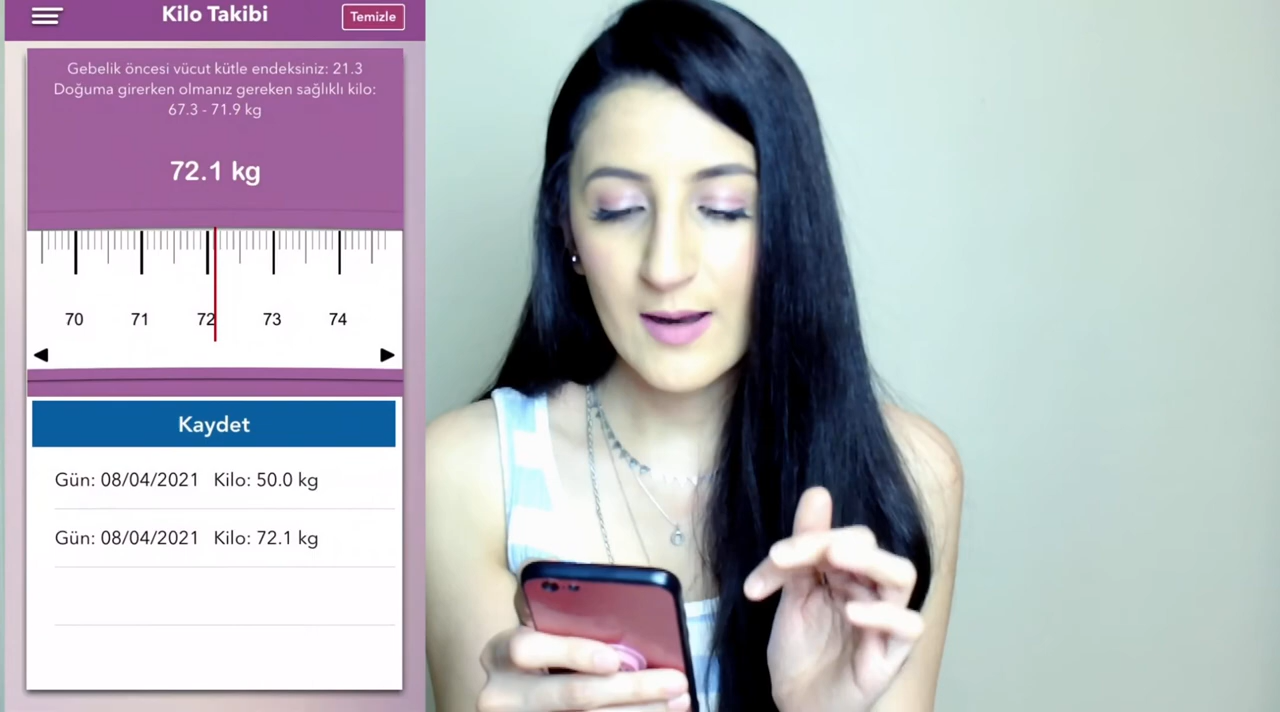 Kilo Takibi
Temizle
Gebelik öncesi vücut kütle endeksiniz: 21.3
Doğuma girerken olmanız gereken sağlıklı kilo:
67.3 - 71.9 kg
72.1 kg
70 71 72 73 74
Kaydet
Gün: 08/04/2021 Kilo: 50.0 kg
Gün: 08/04/2021 Kilo: 72.1 kg